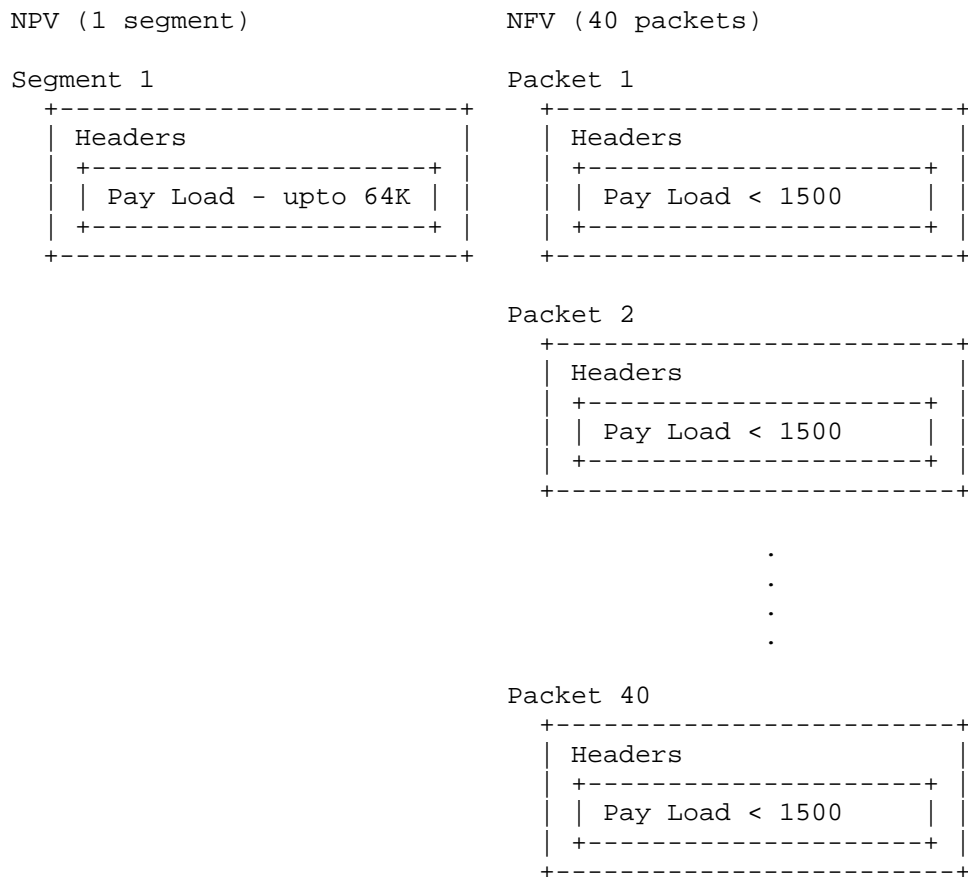 NPV (1 segment) NFV (40 packets)
Segment 1 Packet 1
Headers Headers
Pay Load - upto 64K Pay Load < 1500
Packet 2
Headers
Pay Load < 1500
.
.
.
.
Packet 40
Headers
Pay Load < 1500